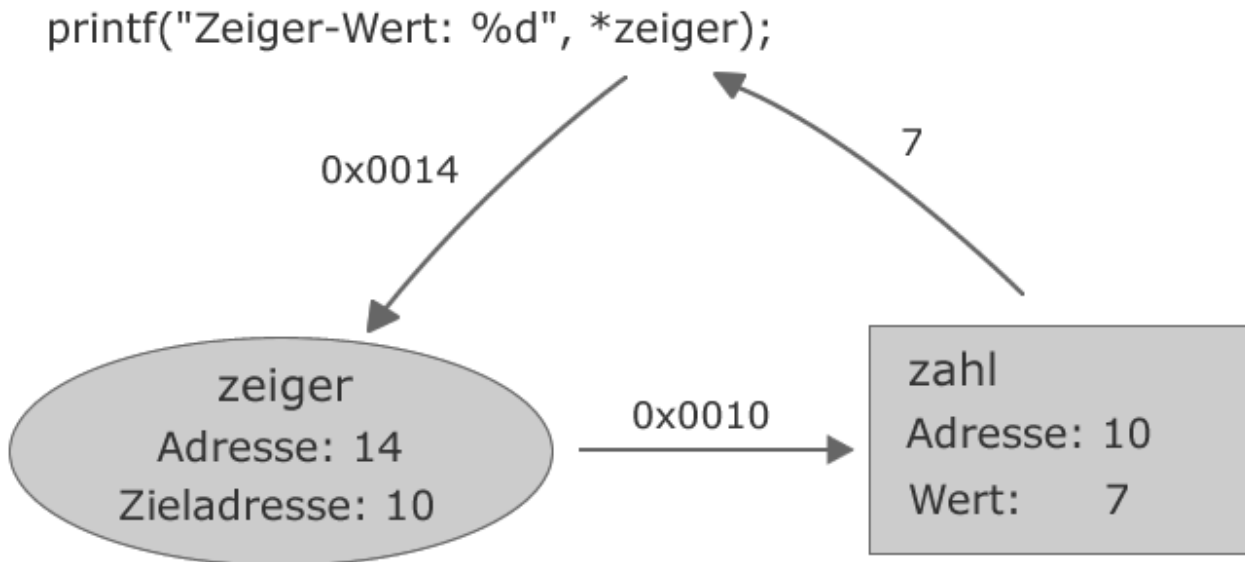 printf("Zeiger-Wert: %d", *zeiger);
0x0014
7
zeiger
Adresse: 14
Zieladresse: 10
0x0010
zahl
Adresse: 10
Wert: 7